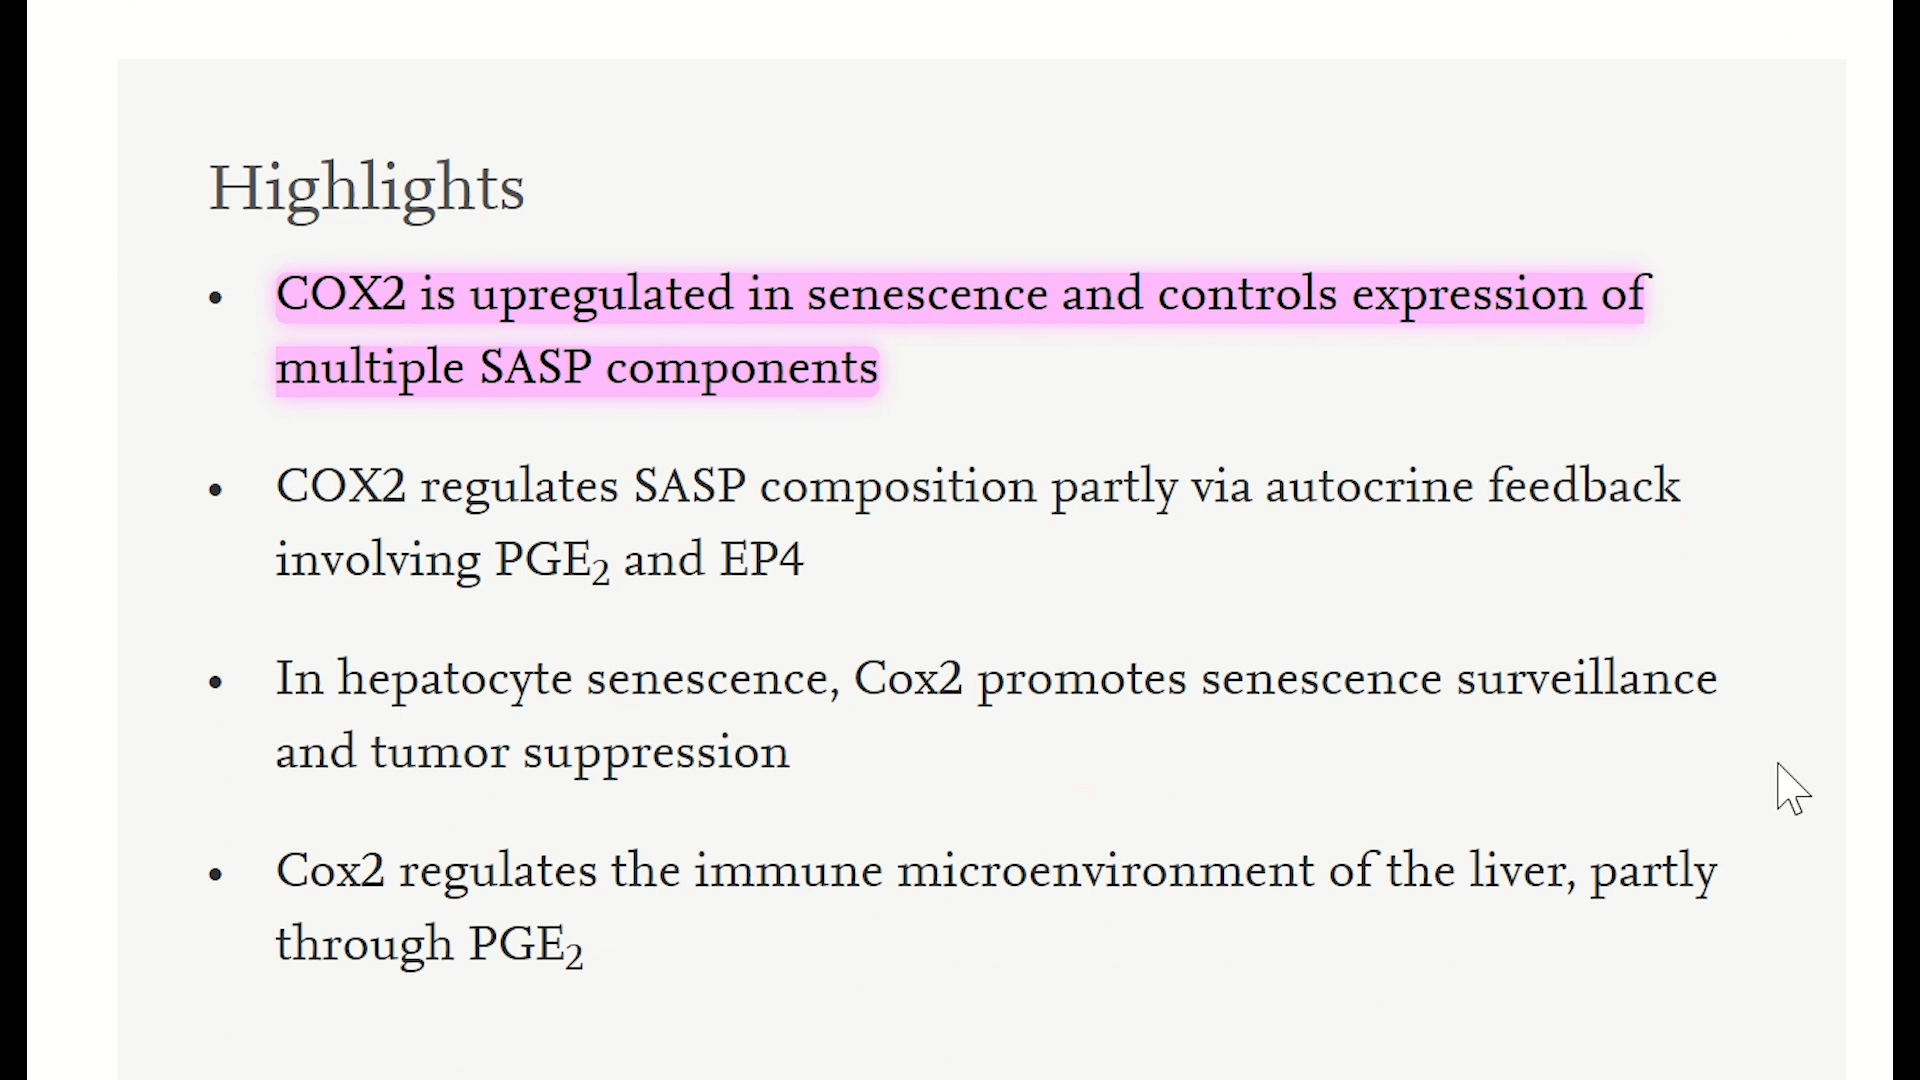 Highlights
• COX2 is upregulated in senescence and controls expression of
multiple SASP components
• COX2 regulates SASP composition partly via autocrine feedback
involving PGE₂ and EP4
• In hepatocyte senescence, Cox2 promotes senescence surveillance
and tumor suppression
• Cox2 regulates the immune microenvironment of the liver, partly
through PGE₂